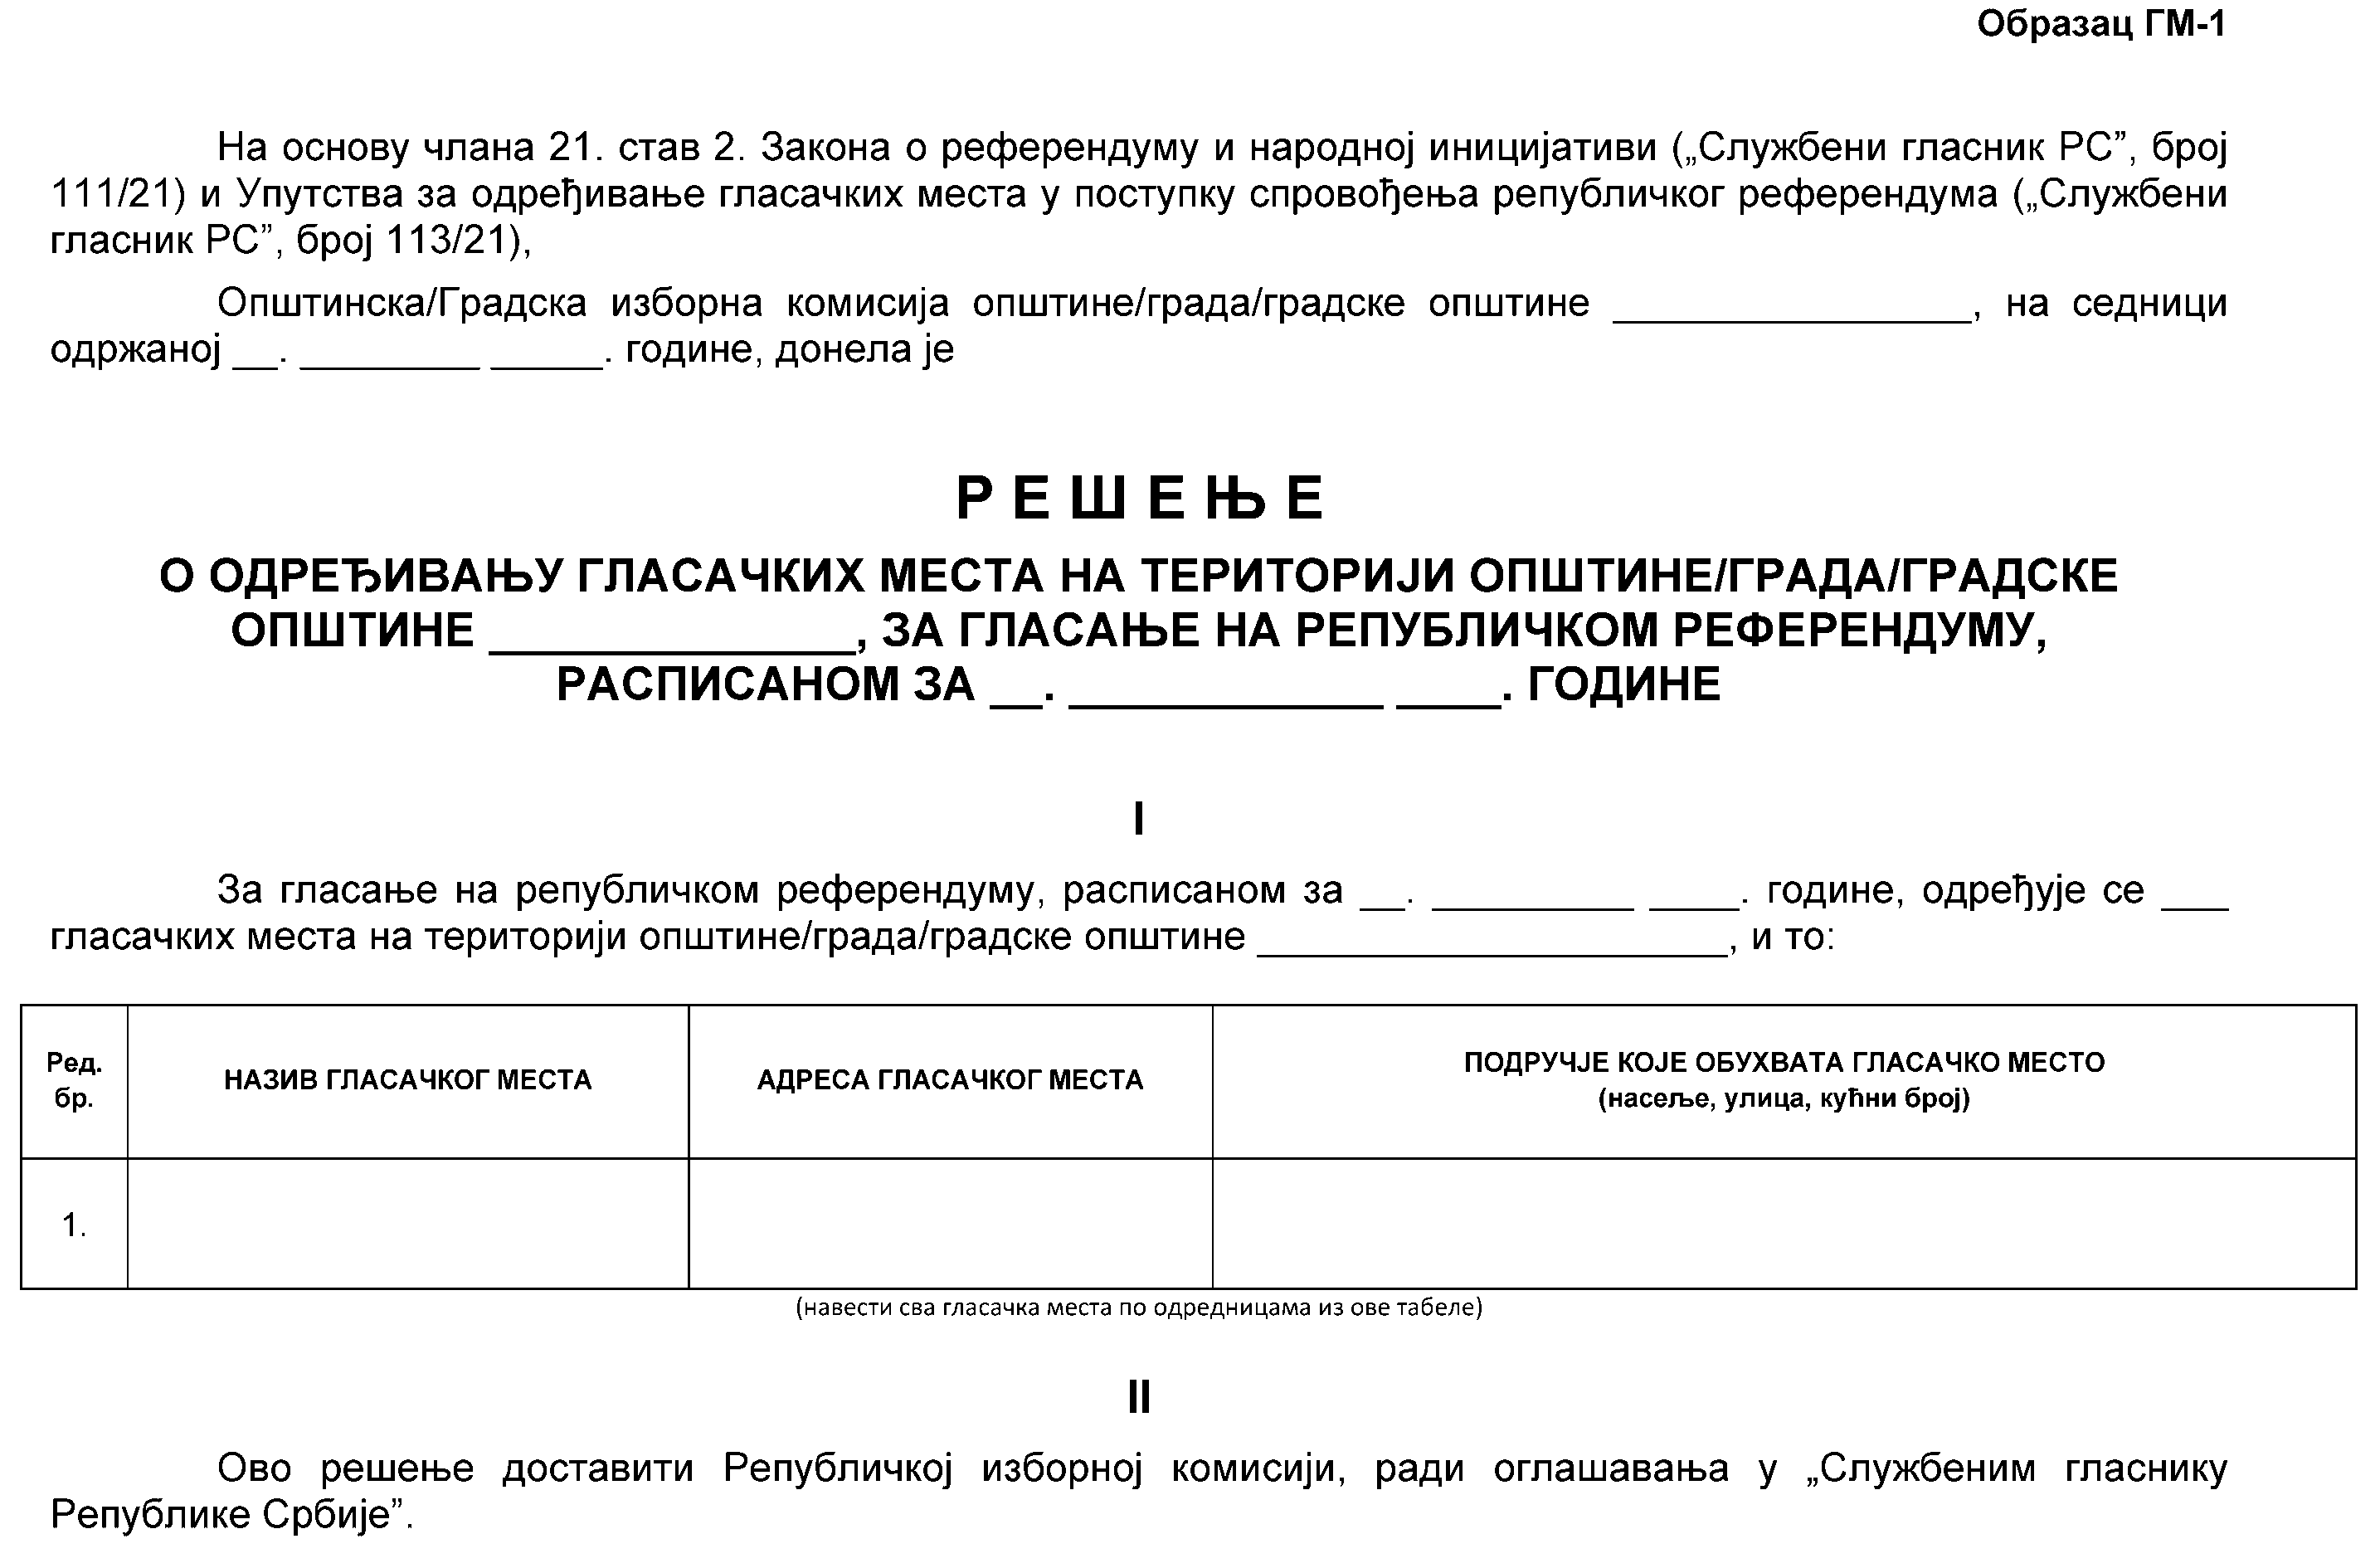 Образац ГМ-1
На основу члана 21. став 2. Закона о референдуму и народној иницијативи („Службени гласник РС”, број
111/21) и Упутства за одређивање гласачких места у поступку спровођења републичког референдума („Службени
гласник РС”, број 113/21),
Општинска/Градска изборна комисија општине/града/градске општине ________________, на седници
одржаној __. ________ _____. године, донела је
Р Е Ш Е Њ Е
О ОДРЕЂИВАЊУ ГЛАСАЧКИХ МЕСТА НА ТЕРИТОРИЈИ ОПШТИНЕ/ГРАДА/ГРАДСКЕ
ОПШТИНЕ ______________, ЗА ГЛАСАЊЕ НА РЕПУБЛИЧКОМ РЕФЕРЕНДУМУ,
РАСПИСАНОМ ЗА __. ____________ ____. ГОДИНЕ
I
За гласање на републичком референдуму, расписаном за __. _________ ____. године, одређује се ___
гласачких места на територији општине/града/градске општине _____________________, и то:
Ред.
бр.
НАЗИВ ГЛАСАЧКОГ МЕСТА
АДРЕСА ГЛАСАЧКОГ МЕСТА
ПОДРУЧЈЕ КОЈЕ ОБУХВАТА ГЛАСАЧКО МЕСТО
(насеље, улица, кућни број)
1.
(навести сва гласачка места по одредницама из ове табеле)
II
Ово решење доставити Републичкој изборној комисији, ради оглашавања у „Службеним гласнику
Републике Србије”.